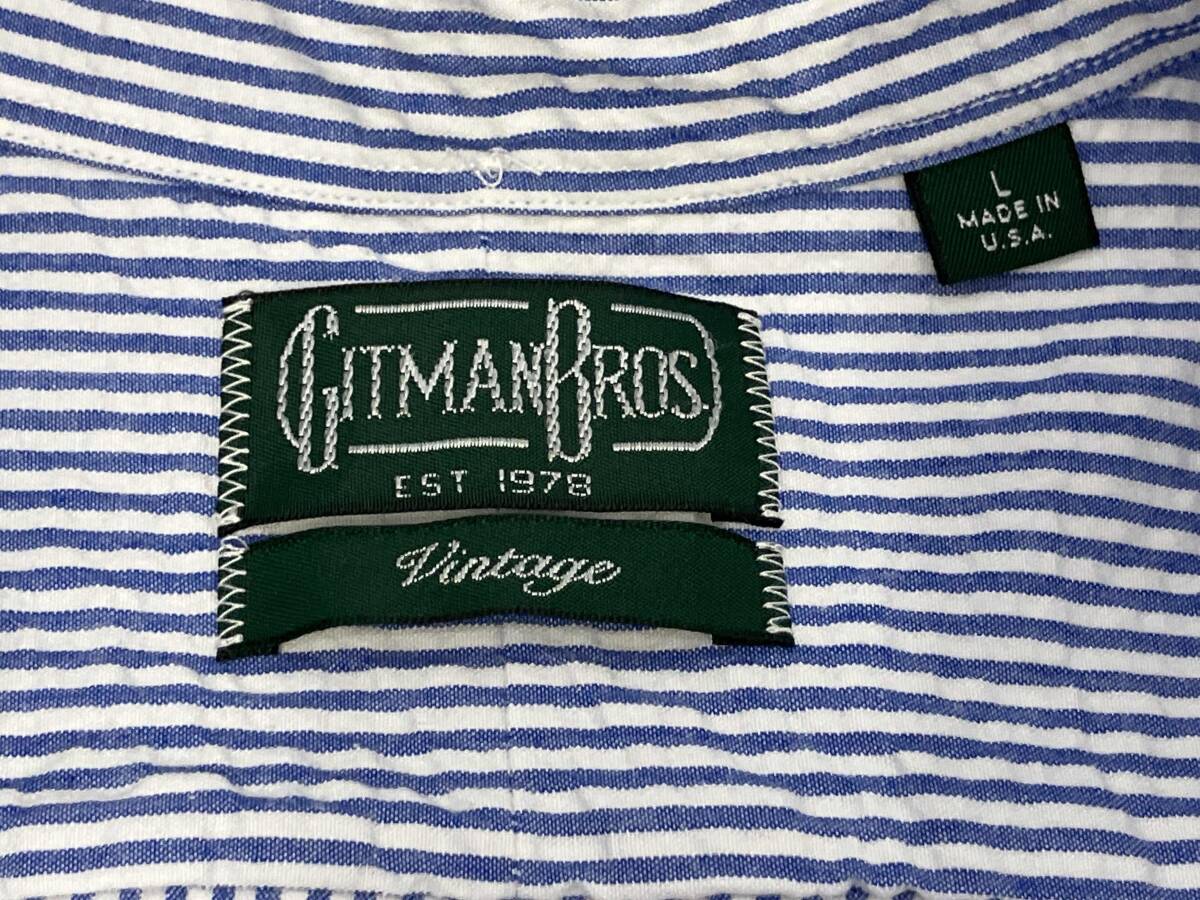 L
MADE IN
U.S.A.
GITMAN BROS.
EST 1978
Vintage